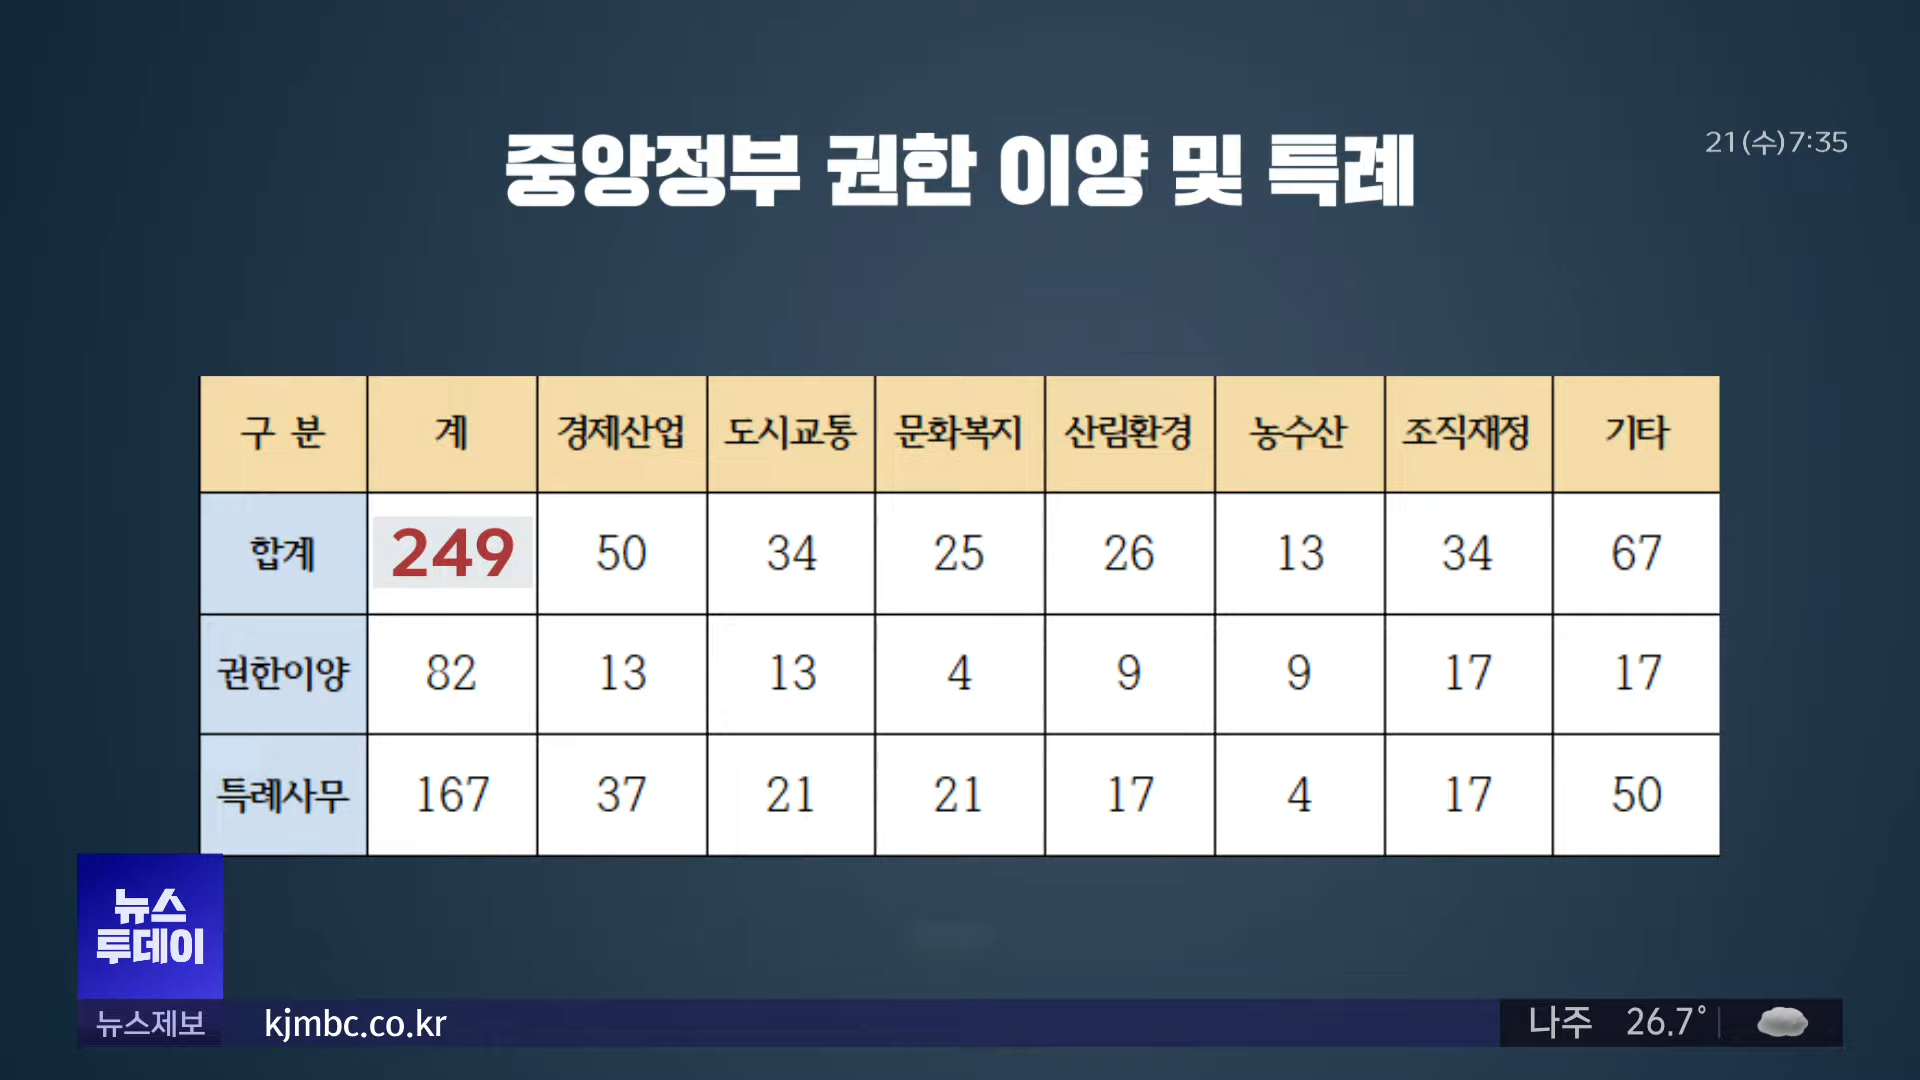 중앙정부 권한 이양 및 특례
21(수)7:35
구 분 계 경제산업 도시교통 문화복지 산림환경 농수산 조직재정 기타
합계 249 50 34 25 26 13 34 67
권한이양 82 13 13 4 9 9 17 17
특례사무 167 37 21 21 17 4 17 50
뉴스
투데이
뉴스제보 kjmbc.co.kr
나주 26.7°